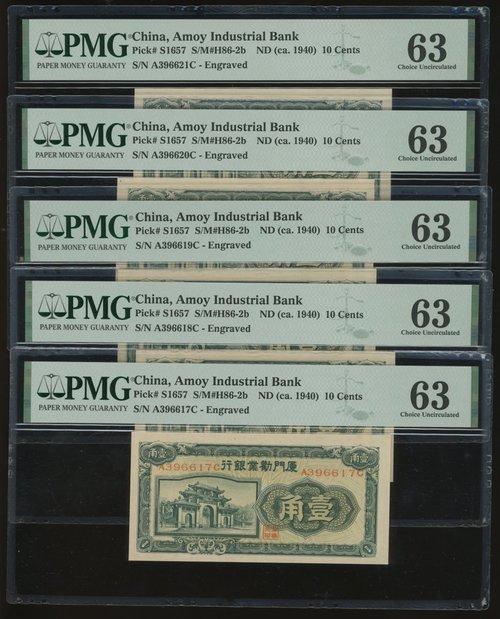 PMG
PAPER MONEY GUARANTY
China, Amoy Industrial Bank
Pick# S1657 S/M#H86-2b ND (ca. 1940) 10 Cents
S/N A396621C - Engraved
63
Choice Uncirculated
PMG
PAPER MONEY GUARANTY
China, Amoy Industrial Bank
Pick# S1657 S/M#H86-2b ND (ca. 1940) 10 Cents
S/N A396620C - Engraved
63
Choice Uncirculated
PMG
PAPER MONEY GUARANTY
China, Amoy Industrial Bank
Pick# S1657 S/M#H86-2b ND (ca. 1940) 10 Cents
S/N A396619C - Engraved
63
Choice Uncirculated
PMG
PAPER MONEY GUARANTY
China, Amoy Industrial Bank
Pick# S1657 S/M#H86-2b ND (ca. 1940) 10 Cents
S/N A396618C - Engraved
63
Choice Uncirculated
PMG
PAPER MONEY GUARANTY
China, Amoy Industrial Bank
Pick# S1657 S/M#H86-2b ND (ca. 1940) 10 Cents
S/N A396617C - Engraved
63
Choice Uncirculated
角壹
行銀業勸門廈
角壹
A396617C
A396617C
角壹